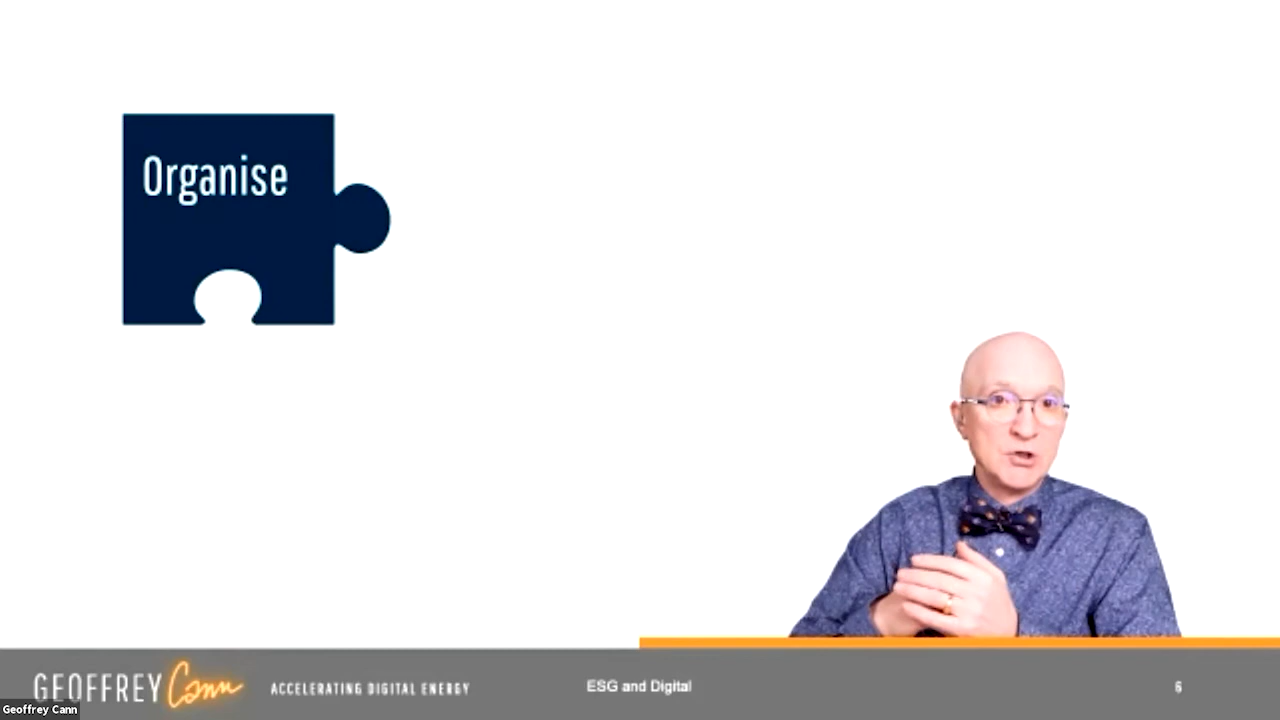 Organise
GEOFFREY Cann
ACCELERATING DIGITAL ENERGY
ESG and Digital
6
Geoffrey Cann